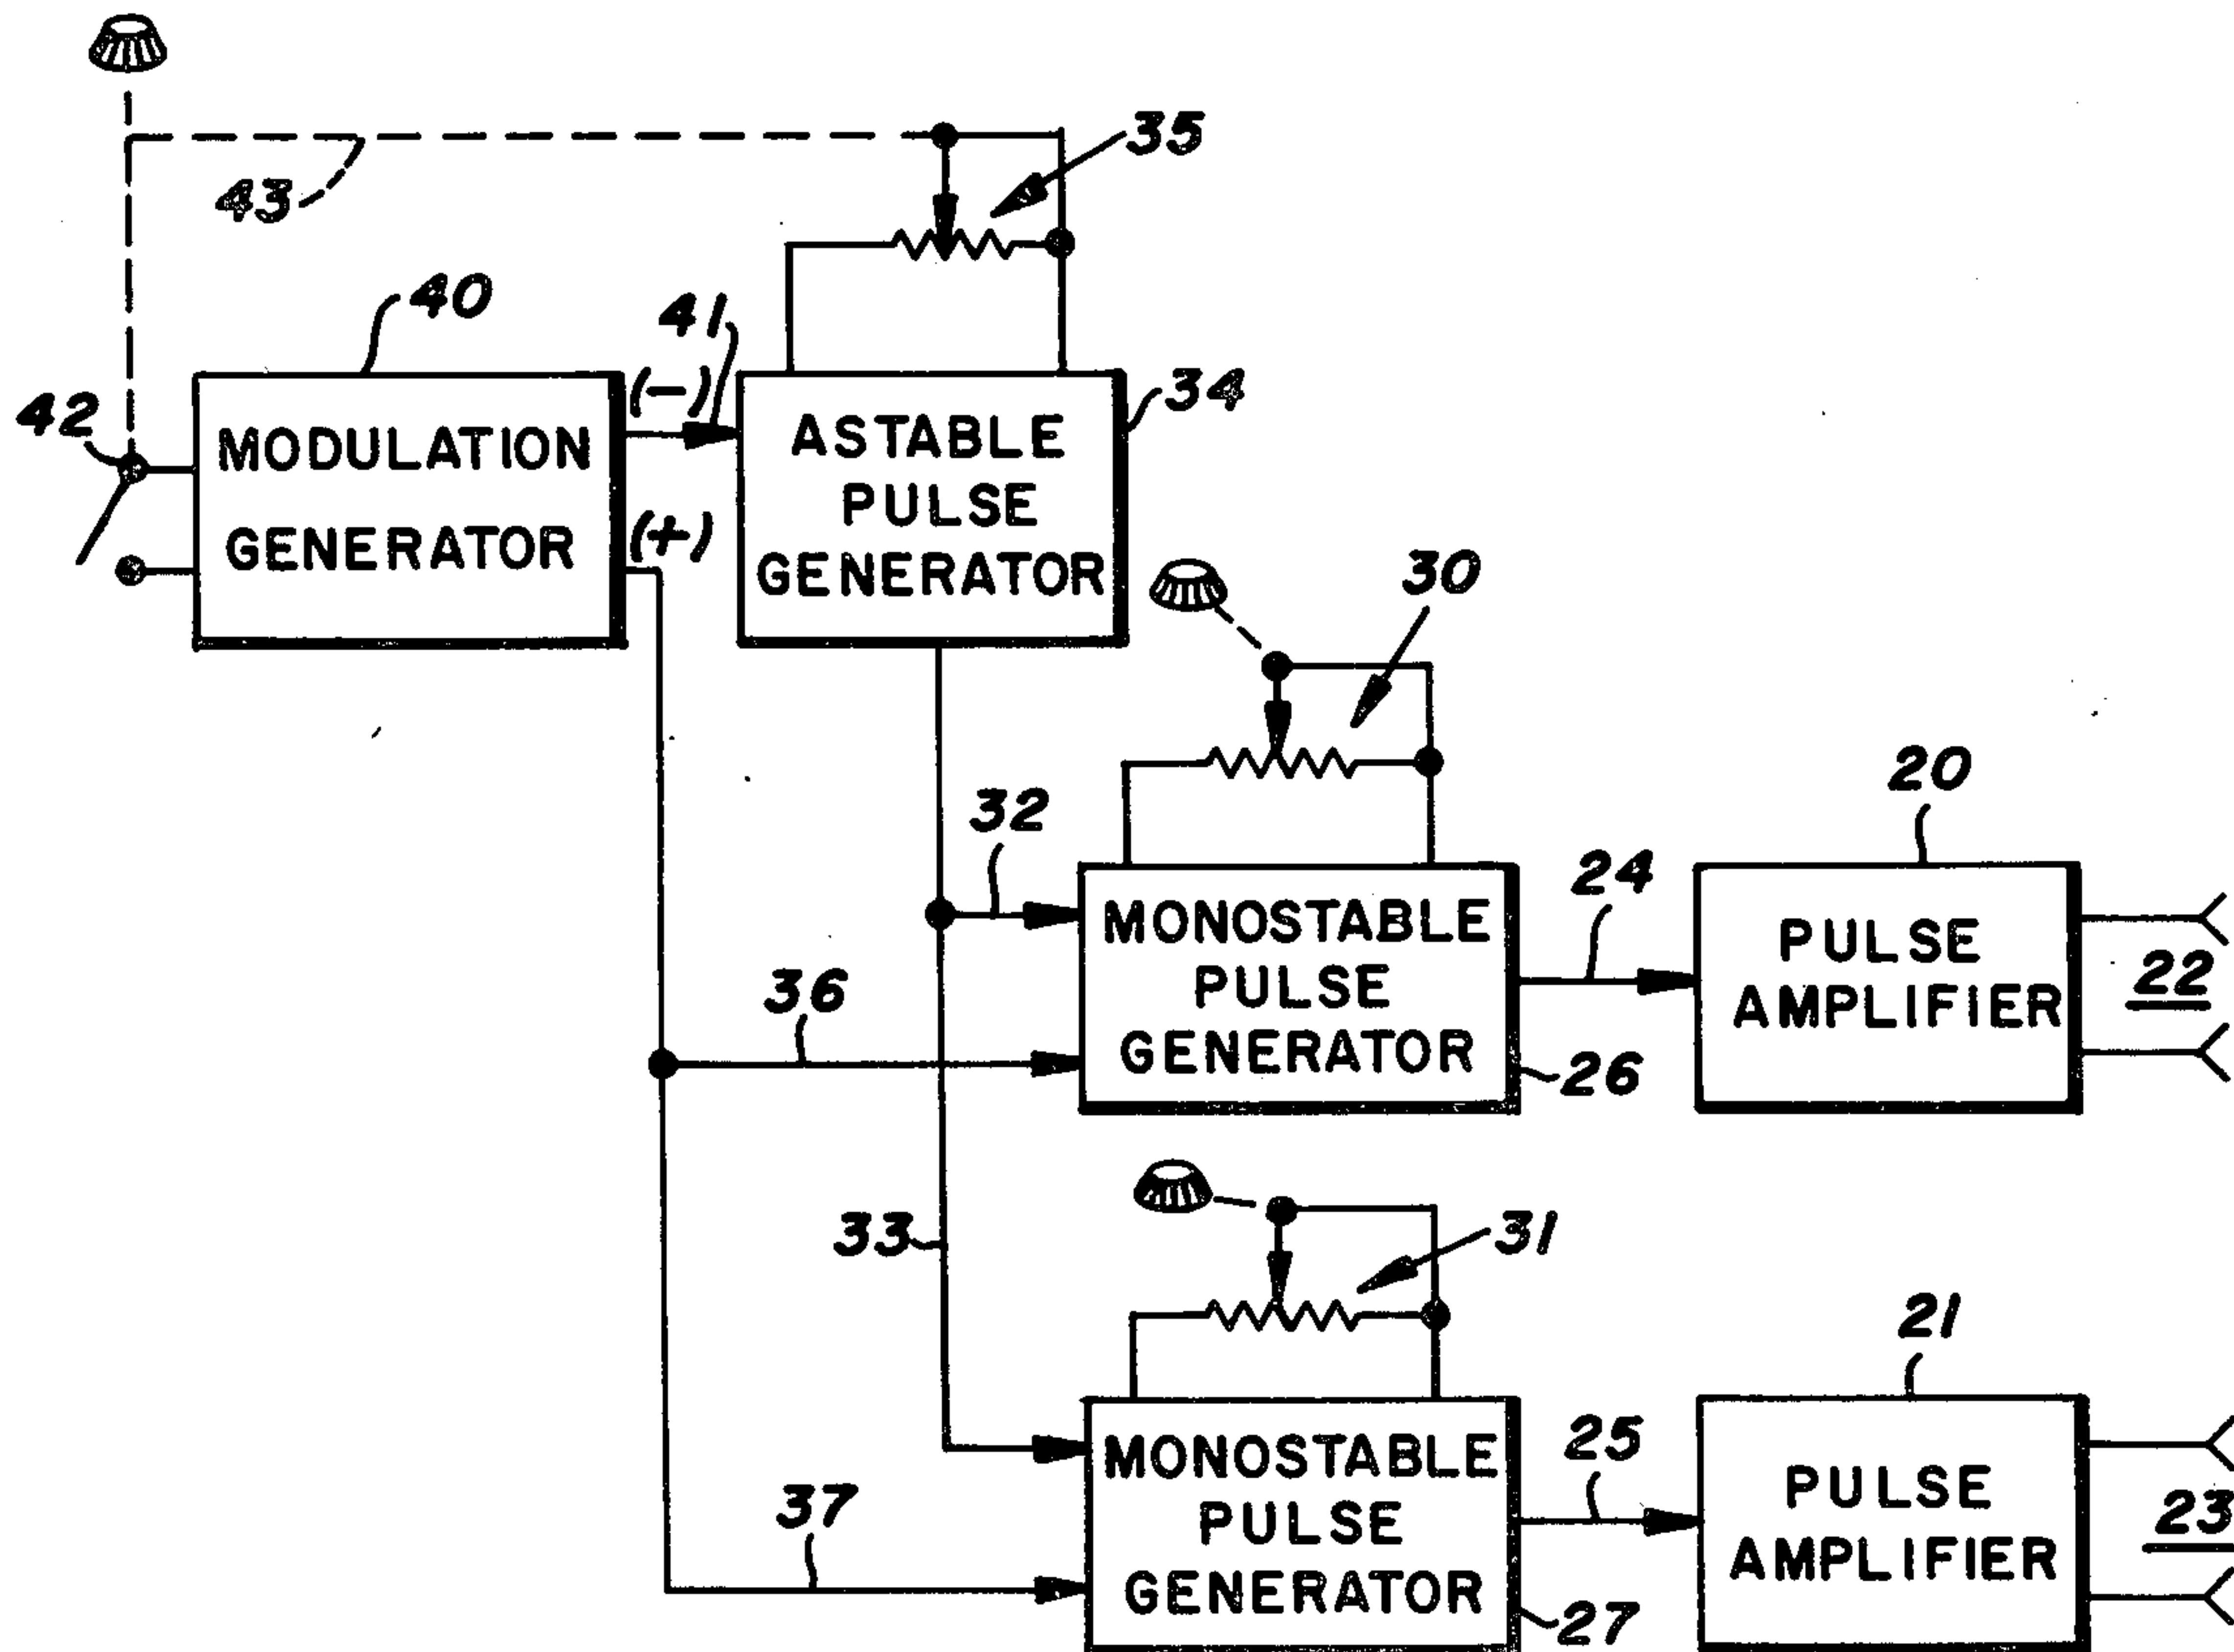 35
43
40
41
(-)
34
42
MODULATION
GENERATOR
(+)
ASTABLE
PULSE
GENERATOR
30
20
32
24
MONOSTABLE
PULSE
GENERATOR
PULSE
AMPLIFIER
22
36
26
33
31
21
37
25
MONOSTABLE
PULSE
GENERATOR
PULSE
AMPLIFIER
23
27